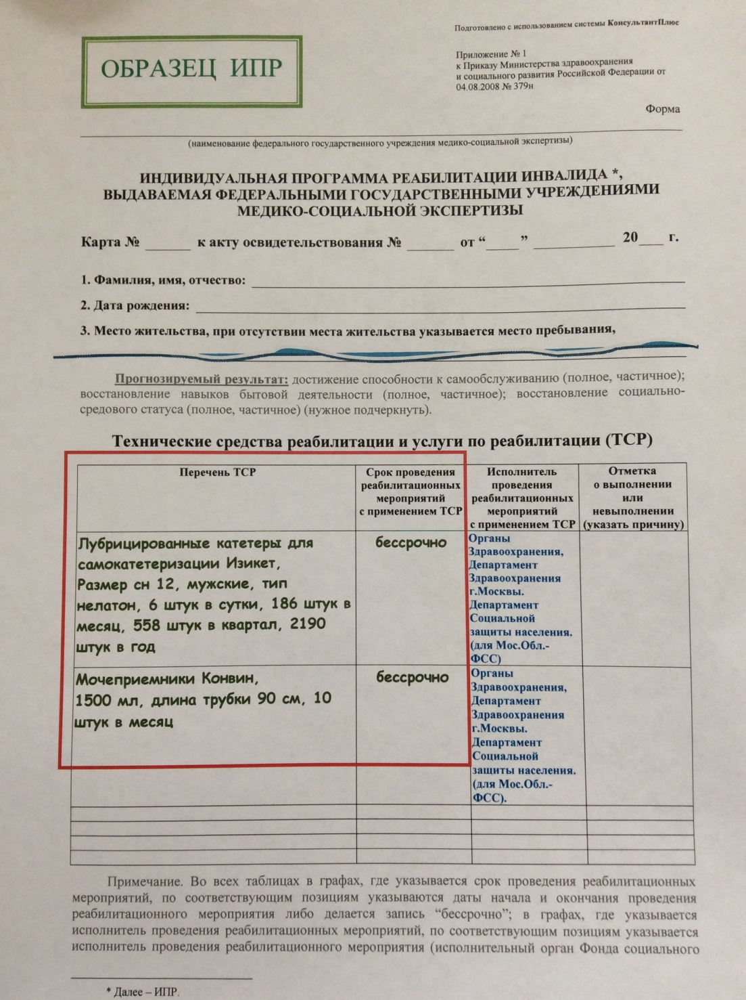 Подготовлено с использованием системы КонсультантПлюс
ОБРАЗЕЦ ИПР
Приложение № 1
к Приказу Министерства здравоохранения
и социального развития Российской Федерации от
04.08.2008 № 379н
Форма
(наименование федерального государственного учреждения медико-социальной экспертизы)
ИНДИВИДУАЛЬНАЯ ПРОГРАММА РЕАБИЛИТАЦИИ ИНВАЛИДА *,
ВЫДАВАЕМАЯ ФЕДЕРАЛЬНЫМИ ГОСУДАРСТВЕННЫМИ УЧРЕЖДЕНИЯМИ
МЕДИКО-СОЦИАЛЬНОЙ ЭКСПЕРТИЗЫ
Карта № ______ к акту освидетельствования № ______ от “____” __________ 20___ г.
1. Фамилия, имя, отчество:
2. Дата рождения:
3. Место жительства, при отсутствии места жительства указывается место пребывания,
Прогнозируемый результат: достижение способности к самообслуживанию (полное, частичное);
восстановление навыков бытовой деятельности (полное, частичное); восстановление социально-
средового статуса (полное, частичное) (нужное подчеркнуть).
Технические средства реабилитации и услуги по реабилитации (ТСР)
Перечень ТСР
Срок проведения
реабилитационных
мероприятий
с применением ТСР
Исполнитель
проведения
реабилитационных
мероприятий
с применением ТСР
Отметка
о выполнении
или
невыполнении
(указать причину)
Лубрицированные катетеры для
самокатетеризации Изикет,
Размер сн 12, мужские, тип
нелатон, 6 штук в сутки, 186 штук в
месяц, 558 штук в квартал, 2190
штук в год
бессрочно
Органы
Здравоохранения,
Департамент
Здравоохранения
г.Москвы.
Департамент
Социальной
защиты населения.
(для Мос.Обл.-
ФСС)
Мочеприемники Конвин,
1500 мл, длина трубки 90 см, 10
штук в месяц
бессрочно
Органы
Здравоохранения,
Департамент
Здравоохранения
г.Москвы.
Департамент
Социальной
защиты населения.
(для Мос.Обл.-
ФСС).
Примечание. Во всех таблицах в графах, где указывается срок проведения реабилитационных
мероприятий, по соответствующим позициям указываются даты начала и окончания проведения
реабилитационного мероприятия либо делается запись “бессрочно”; в графах, где указывается
исполнитель проведения реабилитационных мероприятий, по соответствующим позициям указывается
исполнитель проведения реабилитационного мероприятия (исполнительный орган Фонда социального
* Далее – ИПР.